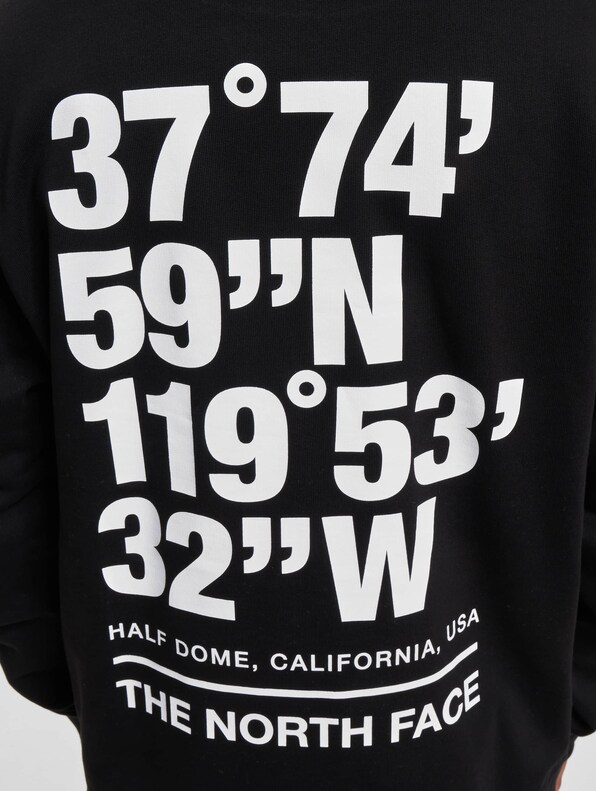 37°74’
59’’N
119°53’
32’’W
HALF DOME, CALIFORNIA, USA
THE NORTH FACE